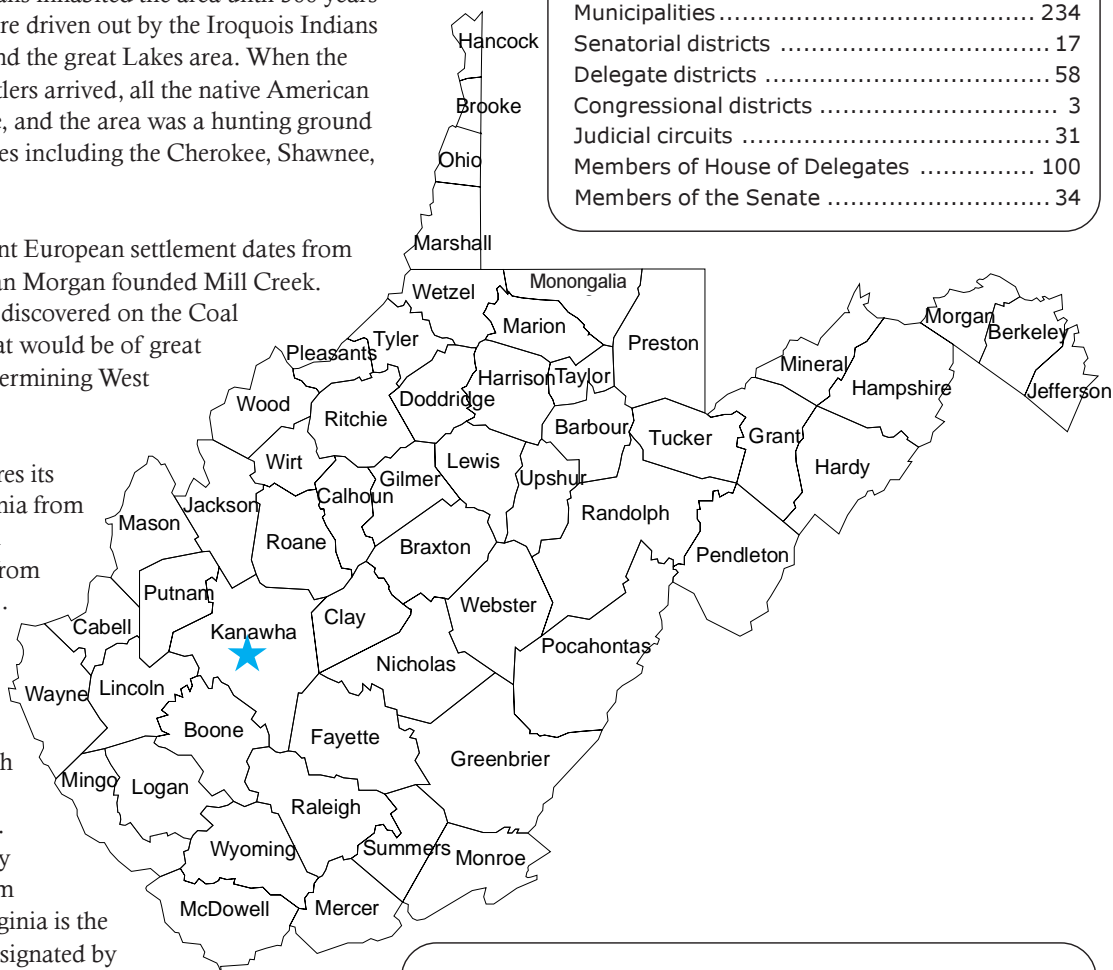 ans inhabited the area until 300 years
re driven out by the Iroquois Indians
nd the great Lakes area. When the
tlers arrived, all the native American
e, and the area was a hunting ground
es including the Cherokee, Shawnee,
nt European settlement dates from
an Morgan founded Mill Creek.
discovered on the Coal
at would be of great
ermining West
res its
nia from
rom
.
h
.
y
m
ginia is the
signated by
Municipalities ................................... 234
Senatorial districts .............................. 17
Delegate districts ................................ 58
Congressional districts .......................... 3
Judicial circuits ................................... 31
Members of House of Delegates ............. 100
Members of the Senate ......................... 34
Hancock
Brooke
Ohio
Marshall
Wetzel
Monongalia
Marion
Preston
Tyler
Pleasants
Harrison
Taylor
Doddridge
Wood
Ritchie
Barbour
Tucker
Grant
Mineral
Hampshire
Morgan
Berkeley
Jefferson
Hardy
Wirt
Lewis
Gilmer
Upshur
Calhoun
Jackson
Randolph
Mason
Roane
Braxton
Pendleton
Putnam
Webster
Clay
Cabell
Kanawha
Pocahontas
Nicholas
Wayne
Lincoln
Boone
Fayette
Greenbrier
Mingo
Logan
Raleigh
Wyoming
Summers
Monroe
McDowell
Mercer